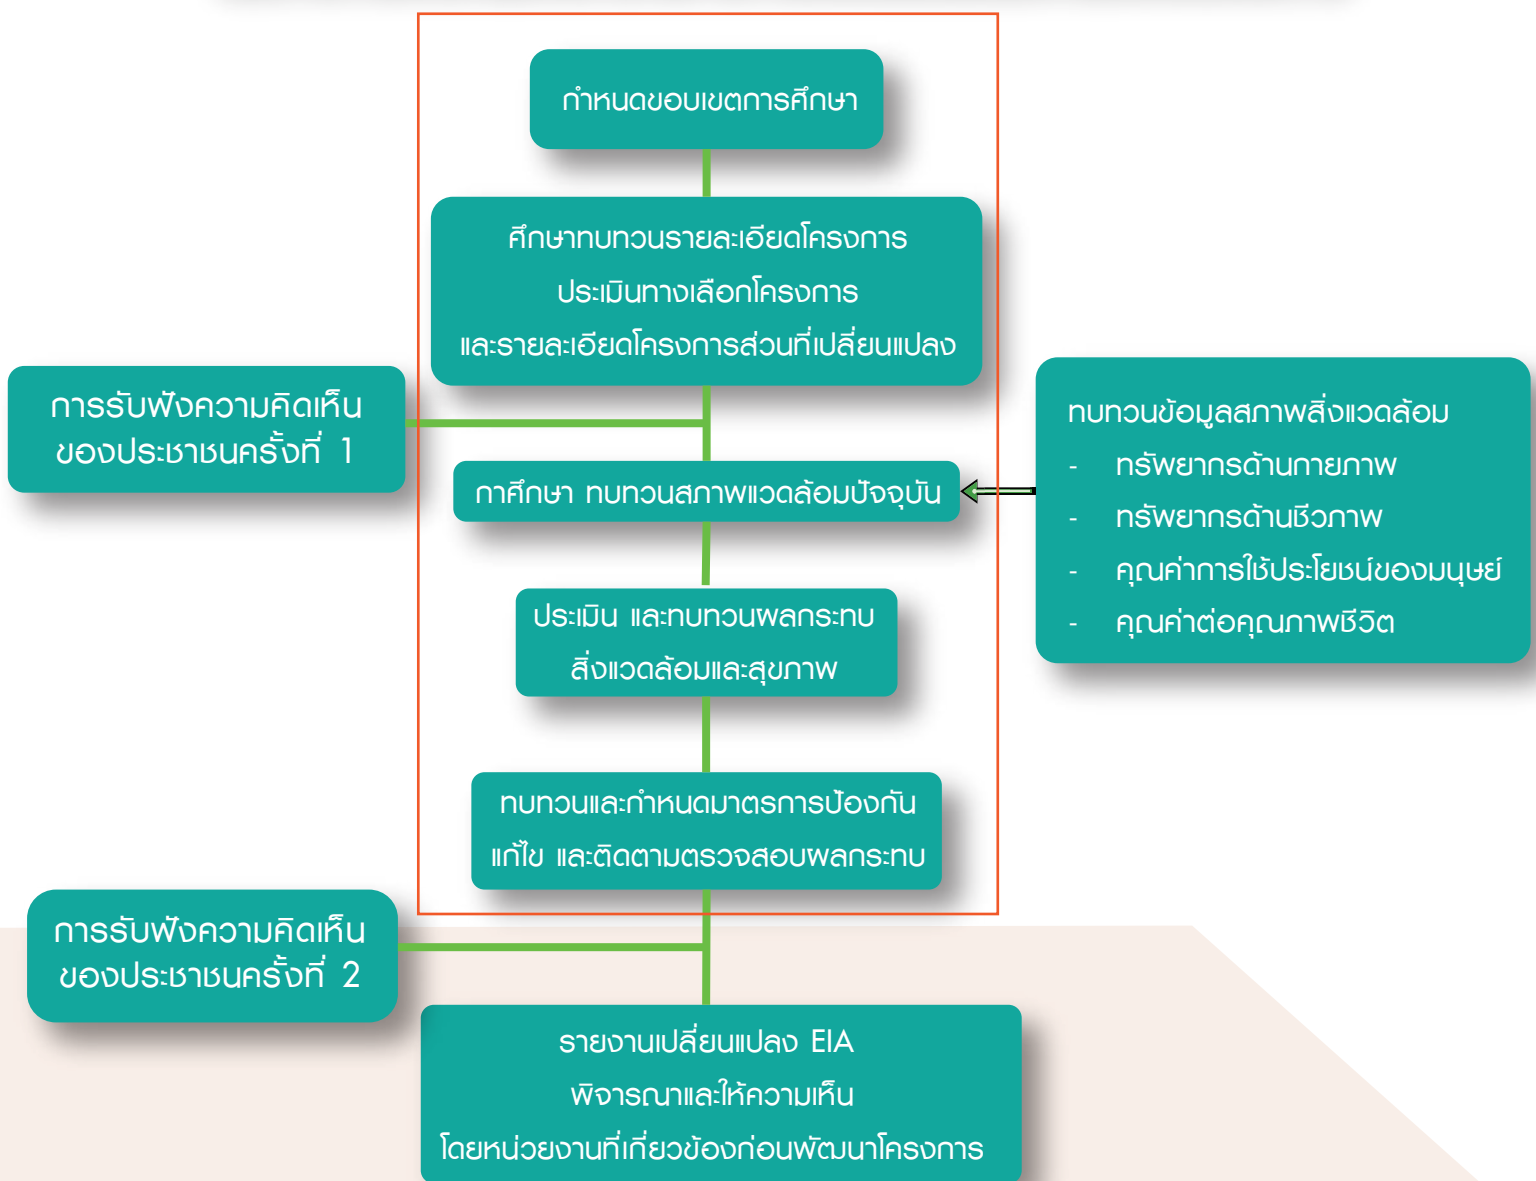 กำหนดขอบเขตการศึกษา
ศึกษาทบทวนรายละเอียดโครงการ
ประเมินทางเลือกโครงการ
และรายละเอียดโครงการส่วนที่เปลี่ยนแปลง
การรับฟังความคิดเห็น
ของประชาชนครั้งที่ 1
ทบทวนข้อมูลสภาพสิ่งแวดล้อม
- ทรัพยากรด้านกายภาพ
- ทรัพยากรด้านชีวภาพ
- คุณค่าการใช้ประโยชน์ของมนุษย์
- คุณค่าต่อคุณภาพชีวิต
กาศึกษา ทบทวนสภาพแวดล้อมปัจจุบัน
ประเมิน และทบทวนผลกระทบ
สิ่งแวดล้อมและสุขภาพ
ทบทวนและกำหนดมาตรการป้องกัน
แก้ไข และติดตามตรวจสอบผลกระทบ
การรับฟังความคิดเห็น
ของประชาชนครั้งที่ 2
รายงานเปลี่ยนแปลง EIA
พิจารณาและให้ความเห็น
โดยหน่วยงานที่เกี่ยวข้องก่อนพัฒนาโครงการ